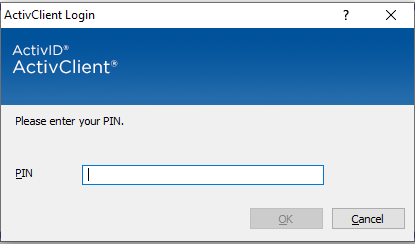 ActivClient Login
ActivID®
ActivClient®
Please enter your PIN.
PIN
OK Cancel